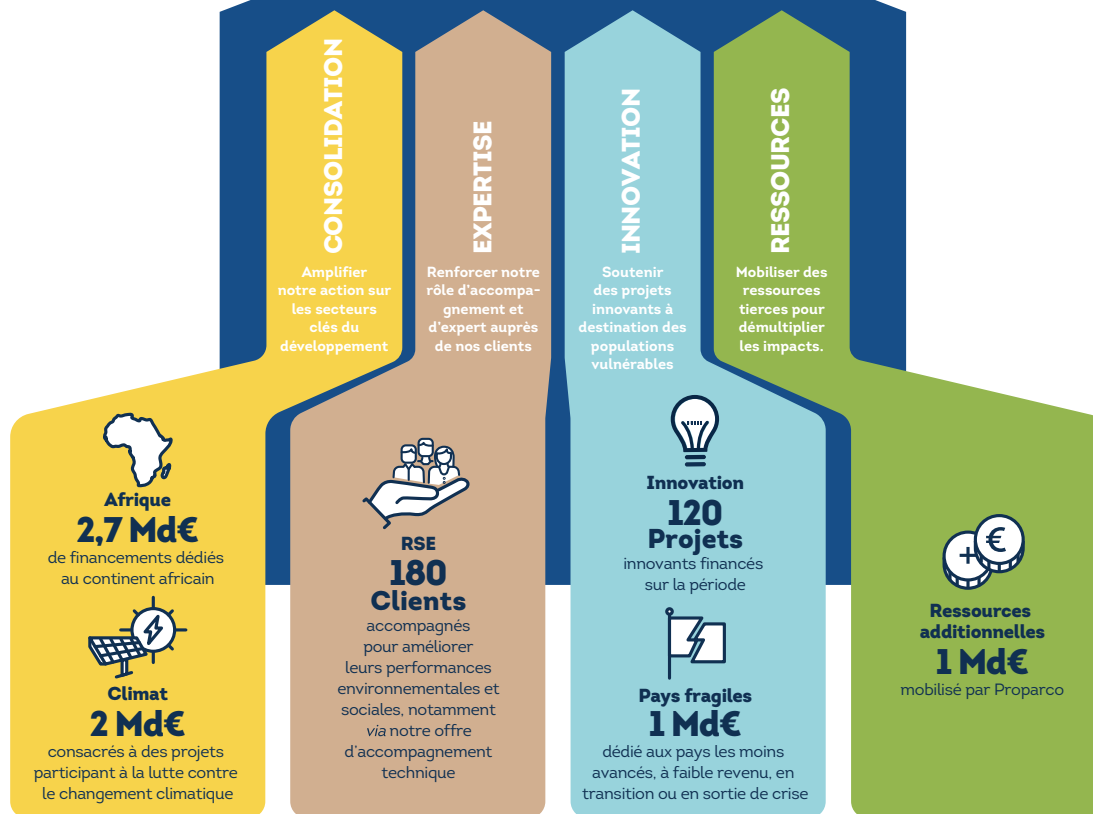 CONSOLIDATION
Amplifier
notre action sur
les secteurs
clés du
développement
Afrique
2,7 Md€
de financements dédiés
au continent africain
Climat
2 Md€
consacrés à des projets
participant à la lutte contre
le changement climatique
EXPERTISE
Renforcer notre
rôle d'accompa-
gnement et
d'expert auprès
de nos clients
RSE
180
Clients
accompagnés
pour améliorer
leurs performances
environnementales et
sociales, notamment
via notre offre
d'accompagnement
technique
INNOVATION
Soutenir
des projets
innovants à
destination des
populations
vulnérables
Innovation
120
Projets
innovants financés
sur la période
Pays fragiles
1 Md€
dédié aux pays les moins
avancés, à faible revenu, en
transition ou en sortie de crise
RESSOURCES
Mobiliser des
ressources
tierces pour
démultiplier
les impacts.
+ €
Ressources
additionnelles
1 Md€
mobilisé par Proparco